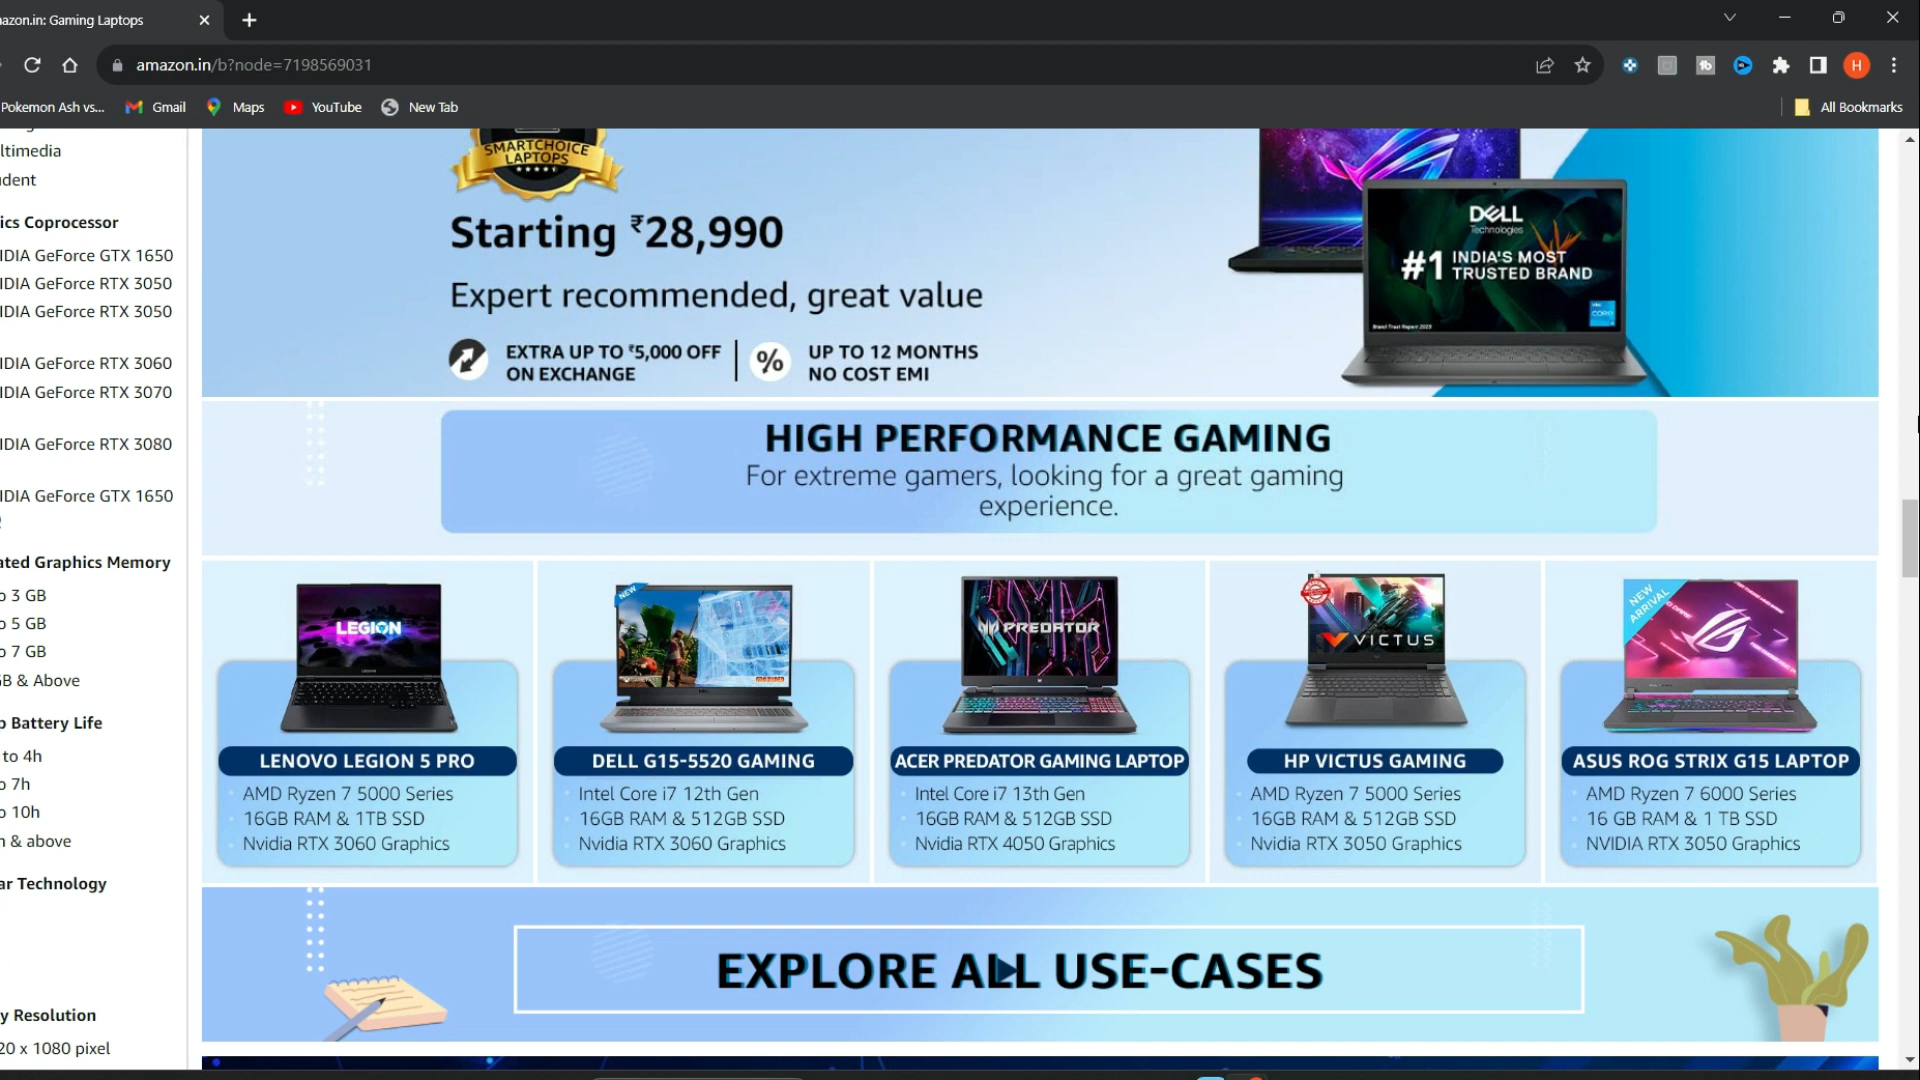 azon.in: Gaming Laptops
amazon.in/b?node=7198569031
H
Pokemon Ash vs...
Gmail
Maps
YouTube
New Tab
All Bookmarks
ltimedia
dent
ics Coprocessor
IDIA GeForce GTX 1650
IDIA GeForce RTX 3050
IDIA GeForce RTX 3050
IDIA GeForce RTX 3060
IDIA GeForce RTX 3070
IDIA GeForce RTX 3080
IDIA GeForce GTX 1650
ated Graphics Memory
o 3 GB
o 5 GB
o 7 GB
GB & Above
p Battery Life
to 4h
o 7h
o 10h
h & above
ar Technology
y Resolution
20 x 1080 pixel
SMARTCHOICE
LAPTOPS
Starting ₹28,990
Expert recommended, great value
EXTRA UP TO ₹5,000 OFF
ON EXCHANGE
%
UP TO 12 MONTHS
NO COST EMI
DELL
Technologies
#1 INDIA'S MOST
TRUSTED BRAND
Brand Trust Report 2023
intel
CORE
HIGH PERFORMANCE GAMING
For extreme gamers, looking for a great gaming
experience.
LEGION
LENOVO LEGION 5 PRO
AMD Ryzen 7 5000 Series
16GB RAM & 1TB SSD
Nvidia RTX 3060 Graphics
NEW
DELL G15-5520 GAMING
Intel Core i7 12th Gen
16GB RAM & 512GB SSD
Nvidia RTX 3060 Graphics
PREDATOR
ACER PREDATOR GAMING LAPTOP
Intel Core i7 13th Gen
16GB RAM & 512GB SSD
Nvidia RTX 4050 Graphics
VICTUS
HP VICTUS GAMING
AMD Ryzen 7 5000 Series
16GB RAM & 512GB SSD
Nvidia RTX 3050 Graphics
NEW
ARRIVAL
ASUS ROG STRIX G15 LAPTOP
AMD Ryzen 7 6000 Series
16 GB RAM & 1 TB SSD
NVIDIA RTX 3050 Graphics
EXPLORE ALL USE-CASES